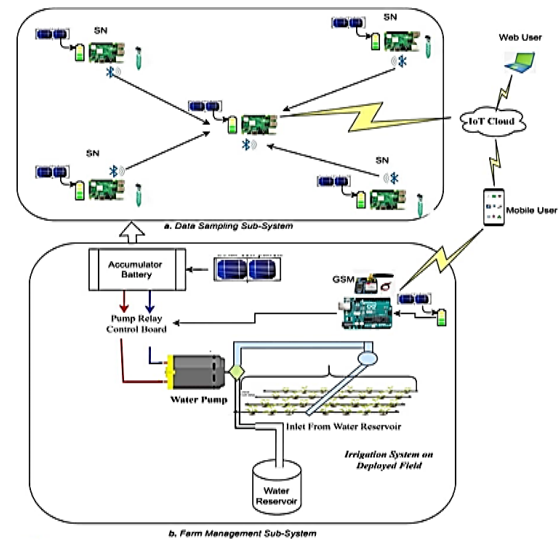 SN
SN
Web User
IoT Cloud
SN
SN
Mobile User
a. Data Sampling Sub-System
Accumulator
Battery
GSM
Pump Relay
Control Board
Water Pump
Inlet From Water Reservoir
Irrigation System on
Deployed Field
Water
Reservoir
b. Farm Management Sub-System